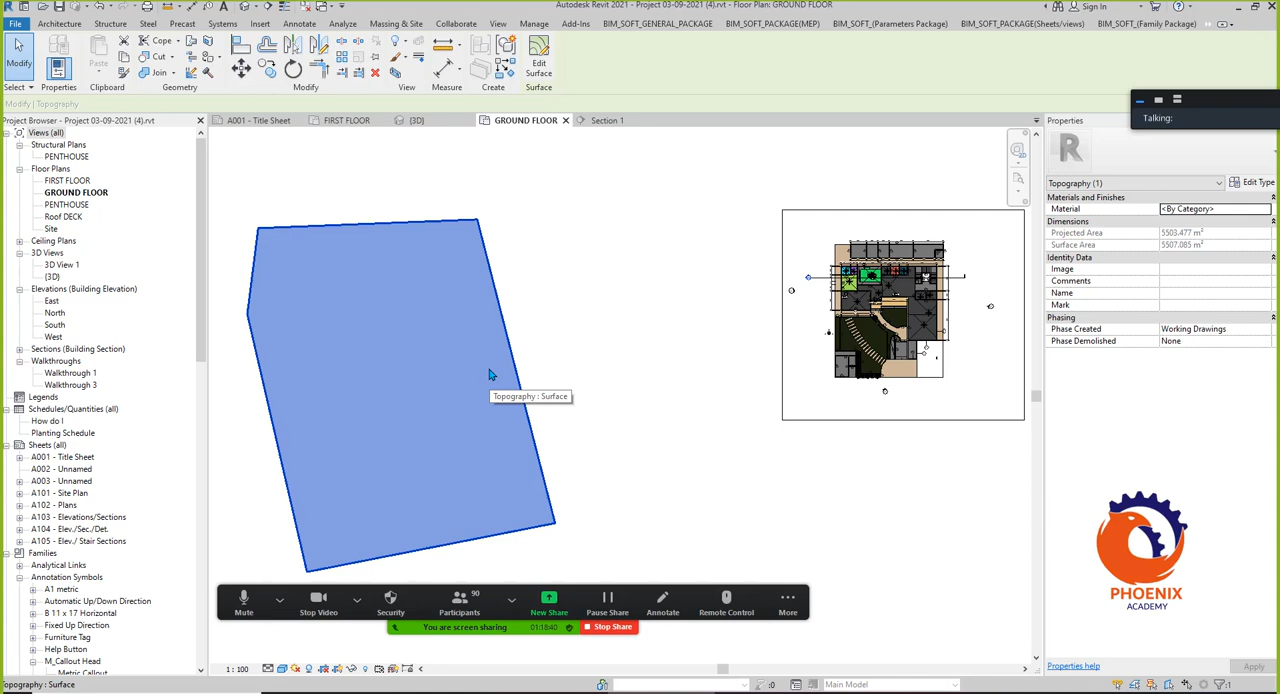 Autodesk Revit 2021 - Project 03-09-2021 (4).rvt - Floor Plan: GROUND FLOOR
Sign In
File Architecture Structure Steel Precast Systems Insert Annotate Analyze Massing & Site Collaborate View Manage Add-Ins BIM_SOFT_GENERAL_PACKAGE BIM_SOFT_PACKAGE(MEP) BIM_SOFT_(Parameters Package) BIM_SOFT_PACKAGE(Sheets/views) BIM_SOFT_(Family Package)
Modify Paste Cope Cut Join Edit Surface
Select Properties Clipboard Geometry Modify View Measure Create Surface
Modify | Topography
Project Browser - Project 03-09-2021 (4).rvt
A001 - Title Sheet FIRST FLOOR {3D} GROUND FLOOR Section 1
Views (all)
Structural Plans
PENTHOUSE
Floor Plans
FIRST FLOOR
GROUND FLOOR
PENTHOUSE
Roof DECK
Site
Ceiling Plans
3D Views
3D View 1
{3D}
Elevations (Building Elevation)
East
North
South
West
Sections (Building Section)
Walkthroughs
Walkthrough 1
Walkthrough 3
Legends
Schedules/Quantities (all)
How do I
Planting Schedule
Sheets (all)
A001 - Title Sheet
A002 - Unnamed
A003 - Unnamed
A101 - Site Plan
A102 - Plans
A103 - Elevations/Sections
A104 - Elev./Sec./Det.
A105 - Elev./ Stair Sections
Families
Analytical Links
Annotation Symbols
A1 metric
Automatic Up/Down Direction
B 11 x 17 Horizontal
Fixed Up Direction
Furniture Tag
Help Button
M_Callout Head
Metric Callout
Topography : Surface
Talking:
Properties
R
Topography (1) Edit Type
Materials and Finishes
Material <By Category>
Dimensions
Projected Area 5503.477 m²
Surface Area 5507.085 m²
Identity Data
Image
Comments
Name
Mark
Phasing
Phase Created Working Drawings
Phase Demolished None
PHOENIX
ACADEMY
Properties help Apply
90
Mute Stop Video Security Participants New Share Pause Share Annotate Remote Control More
You are screen sharing 01:18:40 Stop Share
1 : 100
Topography : Surface
:0 Main Model :1